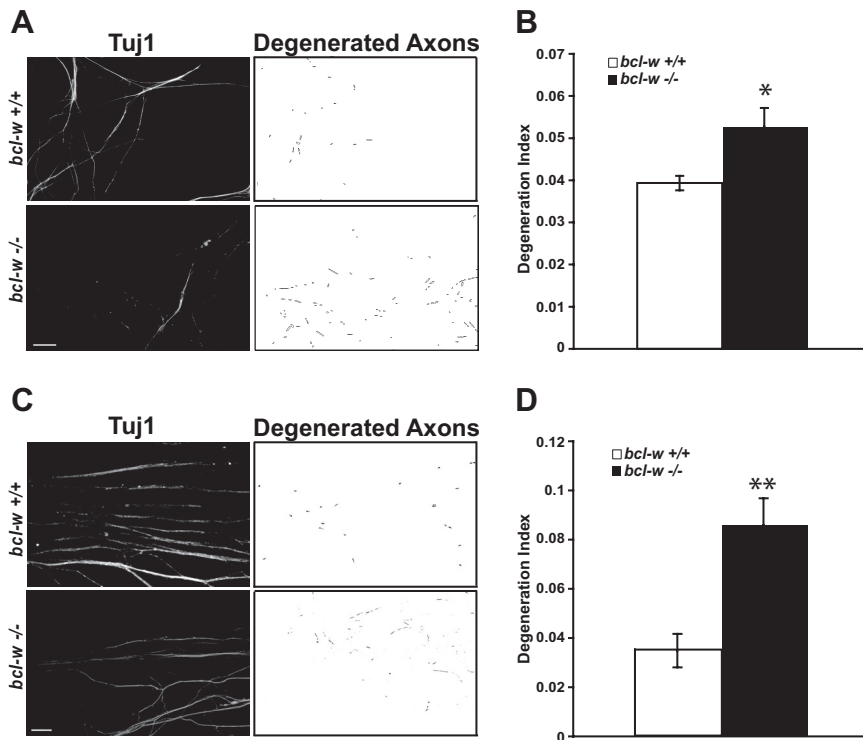 A
Tuj1
Degenerated Axons
bcl-w +/+
bcl-w -/-
B
Degeneration Index
0.07
0.06
0.05
0.04
0.03
0.02
0.01
0
bcl-w +/+
bcl-w -/-
*
C
Tuj1
Degenerated Axons
bcl-w +/+
bcl-w -/-
D
Degeneration Index
0.12
0.1
0.08
0.06
0.04
0.02
0
bcl-w +/+
bcl-w -/-
**